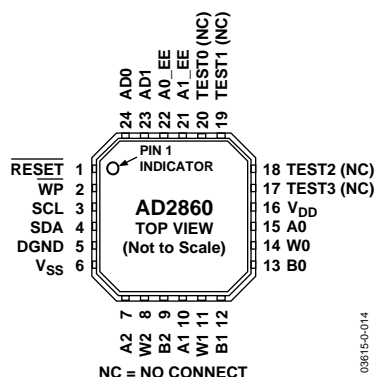 24 AD0
23 AD1
22 A0_EE
21 A1_EE
20 TEST0 (NC)
19 TEST1 (NC)
PIN 1
INDICATOR
RESET 1
WP 2
SCL 3
SDA 4
DGND 5
VSS 6
AD2860
TOP VIEW
(Not to Scale)
18 TEST2 (NC)
17 TEST3 (NC)
16 VDD
15 A0
14 W0
13 B0
A2 7
W2 8
B2 9
A1 10
W1 11
B1 12
NC = NO CONNECT
03615-0-014